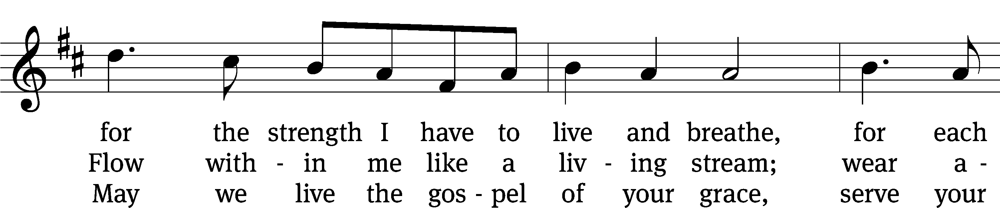 for the strength I have to live and breathe, for each
Flow with - in me like a liv - ing stream; wear a -
May we live the gos - pel of your grace, serve your